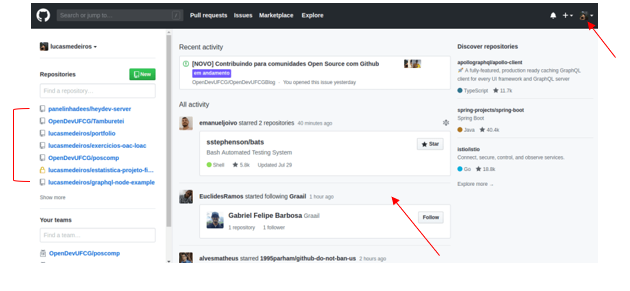 Search or jump to... /
Pull requests Issues Marketplace Explore
lucasmedeiros
Repositories New
Find a repository...
panelinhadees/heydev-server
OpenDevUFCG/Tamburetei
lucasmedeiros/portfolio
lucasmedeiros/exercicios-oac-loac
OpenDevUFCG/poscomp
lucasmedeiros/estatistica-projeto-fi...
lucasmedeiros/graphql-node-example
Show more
Your teams
Find a team...
OpenDevUFCG/poscomp
Recent activity
[NOVO] Contribuindo para comunidades Open Source com Github
em andamento
OpenDevUFCG/OpenDevUFCGBlog · You opened this issue yesterday
All activity
emanueljoivo starred 2 repositories 40 minutes ago
sstephenson/bats Star
Bash Automated Testing System
Shell 5.8k Updated Jul 29
EuclidesRamos started following Graail 1 hour ago
Gabriel Felipe Barbosa Graail Follow
1 repository 1 follower
alvesmatheus starred 1995parham/github-do-not-ban-us 2 hours ago
Discover repositories
apollographql/apollo-client
A fully-featured, production ready caching GraphQL
client for every UI framework and GraphQL server
TypeScript 11.7k
spring-projects/spring-boot
Spring Boot
Java 40.4k
istio/istio
Connect, secure, control, and observe services.
Go 18.8k
Explore more →